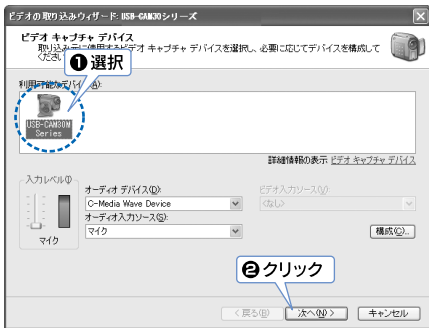 ビデオの取り込みウィザード: USB-CAM30シリーズ
ビデオ キャプチャ デバイス
取り込み元に使用するビデオ キャプチャ デバイスを選択し、必要に応じてデバイスを構成して
くださ
❶選択
利用可能なデバイス(A):
USB-CAM30M
Series
詳細情報の表示: ビデオ キャプチャ デバイス
入力レベル(I)
マイク
オーディオ デバイス(D):
C-Media Wave Device
オーディオ入力ソース(S):
マイク
ビデオ入力ソース(V):
<なし>
構成(C)...
❷クリック
< 戻る(B)
次へ(N) >
キャンセル